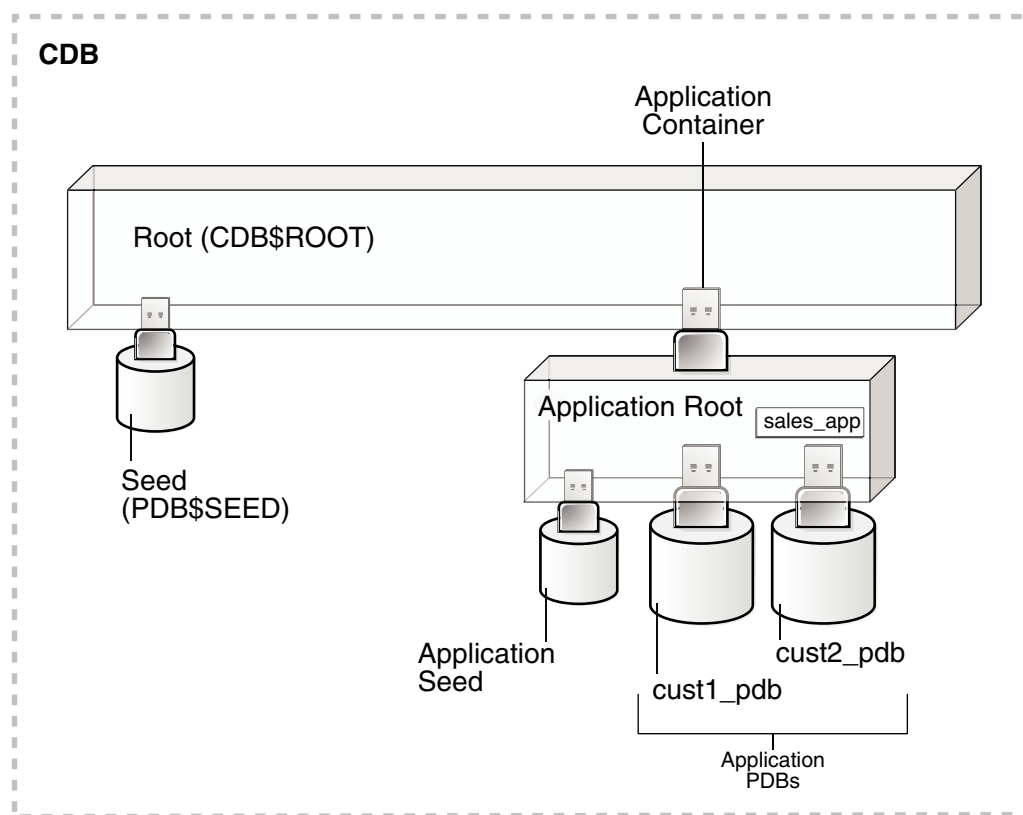 CDB
Application
Container
Root (CDB$ROOT)
Application Root
sales_app
Seed
(PDB$SEED)
Application
Seed
cust1_pdb
cust2_pdb
Application
PDBs